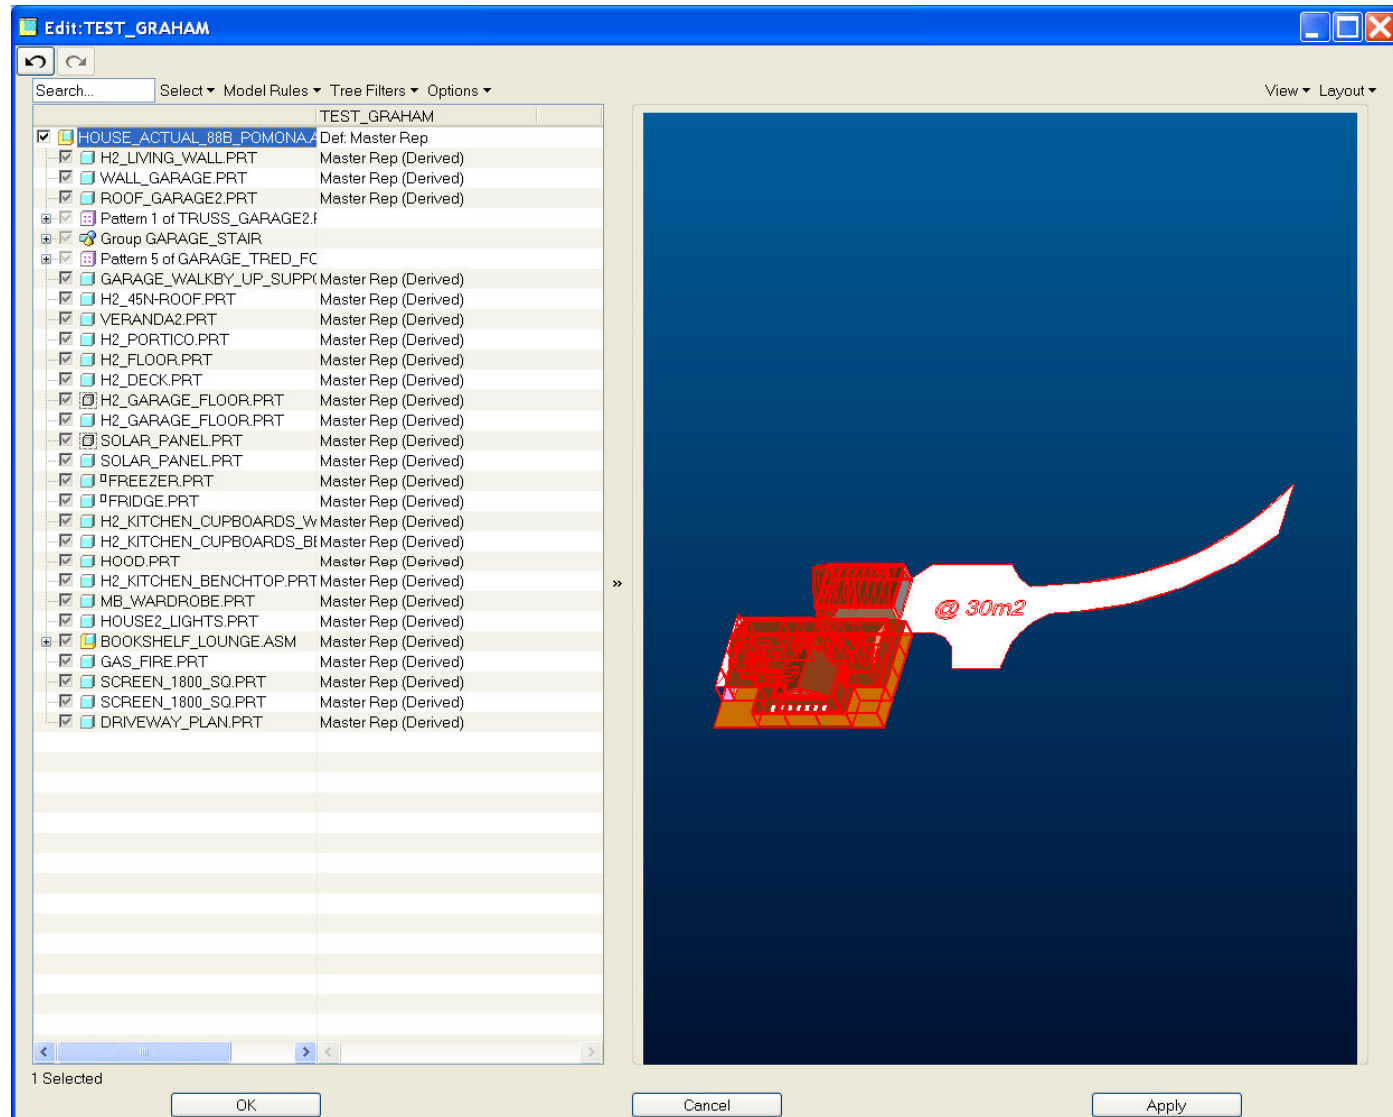 Edit:TEST_GRAHAM
Search... Select Model Rules Tree Filters Options View Layout
TEST_GRAHAM
HOUSE_ACTUAL_88B_POMONA.A Def: Master Rep
H2_LIVING_WALL.PRT Master Rep (Derived)
WALL_GARAGE.PRT Master Rep (Derived)
ROOF_GARAGE2.PRT Master Rep (Derived)
Pattern 1 of TRUSS_GARAGE2.F
Group GARAGE_STAIR
Pattern 5 of GARAGE_TRED_FC
GARAGE_WALKBY_UP_SUPP( Master Rep (Derived)
H2_45N-ROOF.PRT Master Rep (Derived)
VERANDA2.PRT Master Rep (Derived)
H2_PORTICO.PRT Master Rep (Derived)
H2_FLOOR.PRT Master Rep (Derived)
H2_DECK.PRT Master Rep (Derived)
H2_GARAGE_FLOOR.PRT Master Rep (Derived)
H2_GARAGE_FLOOR.PRT Master Rep (Derived)
SOLAR_PANEL.PRT Master Rep (Derived)
SOLAR_PANEL.PRT Master Rep (Derived)
FREEZER.PRT Master Rep (Derived)
FRIDGE.PRT Master Rep (Derived)
H2_KITCHEN_CUPBOARDS_W Master Rep (Derived)
H2_KITCHEN_CUPBOARDS_BE Master Rep (Derived)
HOOD.PRT Master Rep (Derived)
H2_KITCHEN_BENCHTOP.PRT Master Rep (Derived)
MB_WARDROBE.PRT Master Rep (Derived)
HOUSE2_LIGHTS.PRT Master Rep (Derived)
BOOKSHELF_LOUNGE.ASM Master Rep (Derived)
GAS_FIRE.PRT Master Rep (Derived)
SCREEN_1800_SQ.PRT Master Rep (Derived)
SCREEN_1800_SQ.PRT Master Rep (Derived)
DRIVEWAY_PLAN.PRT Master Rep (Derived)
»
@ 30m2
1 Selected
OK Cancel Apply